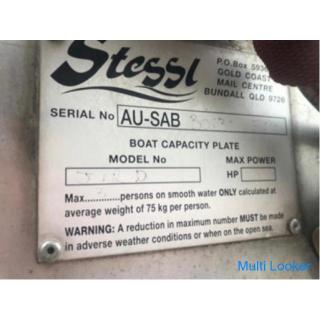 Stessl
P.O.Box 5936
GOLD COAST
MAIL CENTRE
BUNDALL QLD 9726
SERIAL No AU-SAB
BOAT CAPACITY PLATE
MODEL No MAX POWER
HP
Max..............persons on smooth water ONLY calculated at
average weight of 75 kg per person.
WARNING: A reduction in maximum number MUST be made
in adverse weather conditions or when on the open sea.
Multi Looker